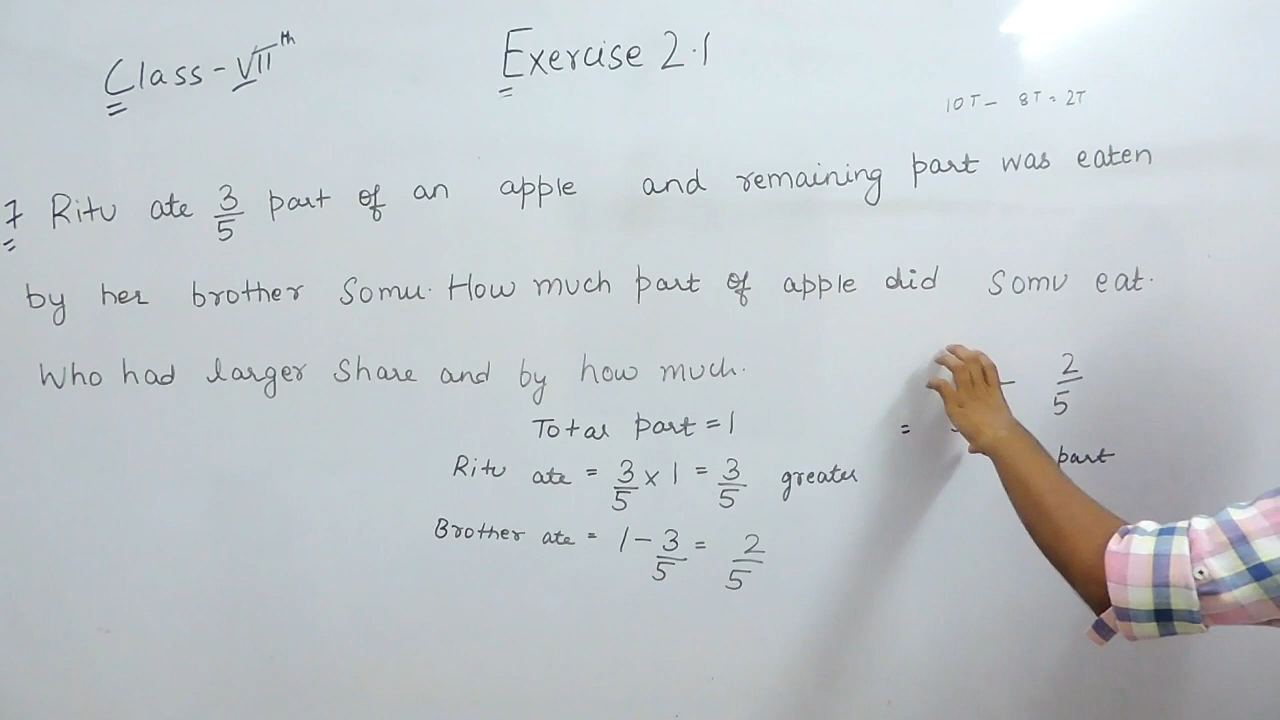 Class-VIIth
Exercise 2.1
10T - 8T = 2T
7 Ritu ate 3/5 part of an apple and remaining part was eaten
by her brother Somu. How much part of apple did Somu eat.
Who had larger share and by how much.
- 2/5
Total part = 1
=
part
Ritu ate = 3/5 x 1 = 3/5 greater
Brother ate = 1 - 3/5 = 2/5